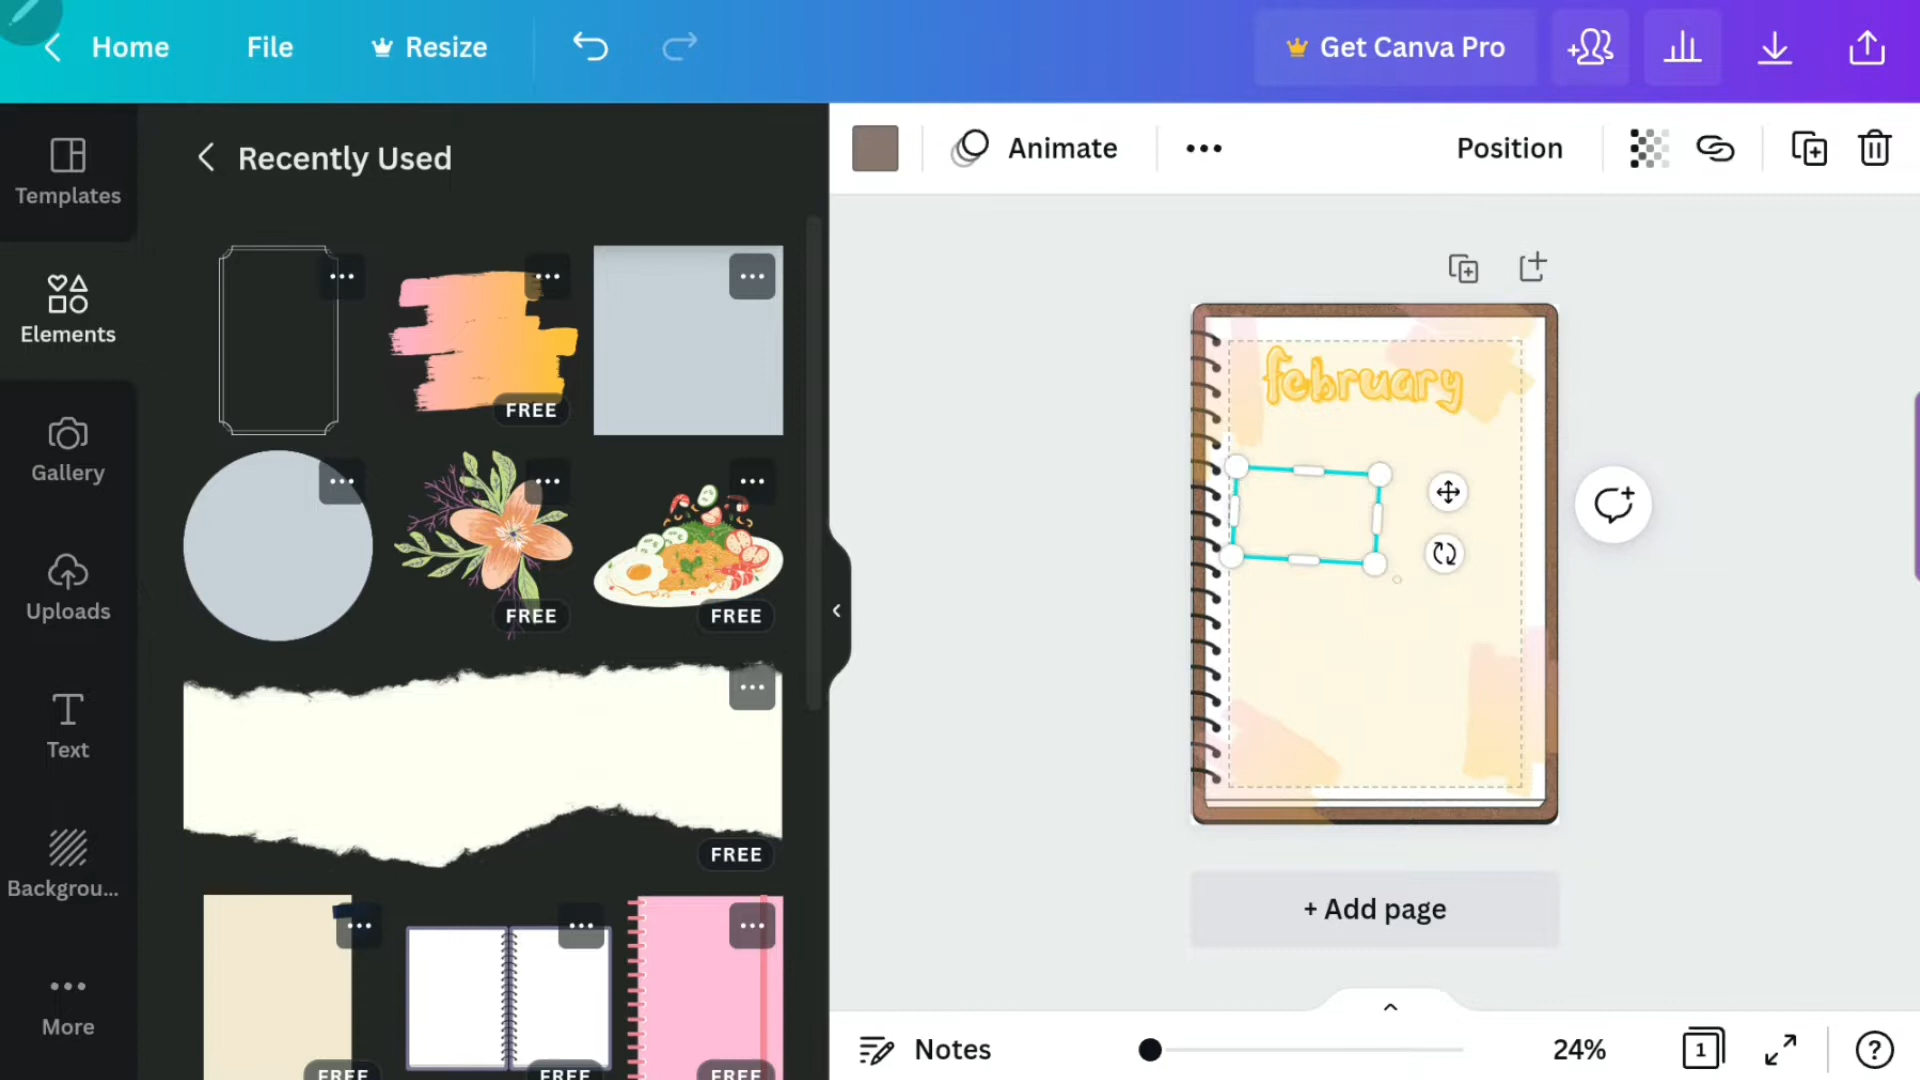 Home
File
Resize
Get Canva Pro
Templates
Elements
Gallery
Uploads
Text
Backgrou...
More
Recently Used
FREE
FREE
FREE
FREE
FREE
FREE
FREE
Animate
Position
february
+ Add page
Notes
24%
1
?